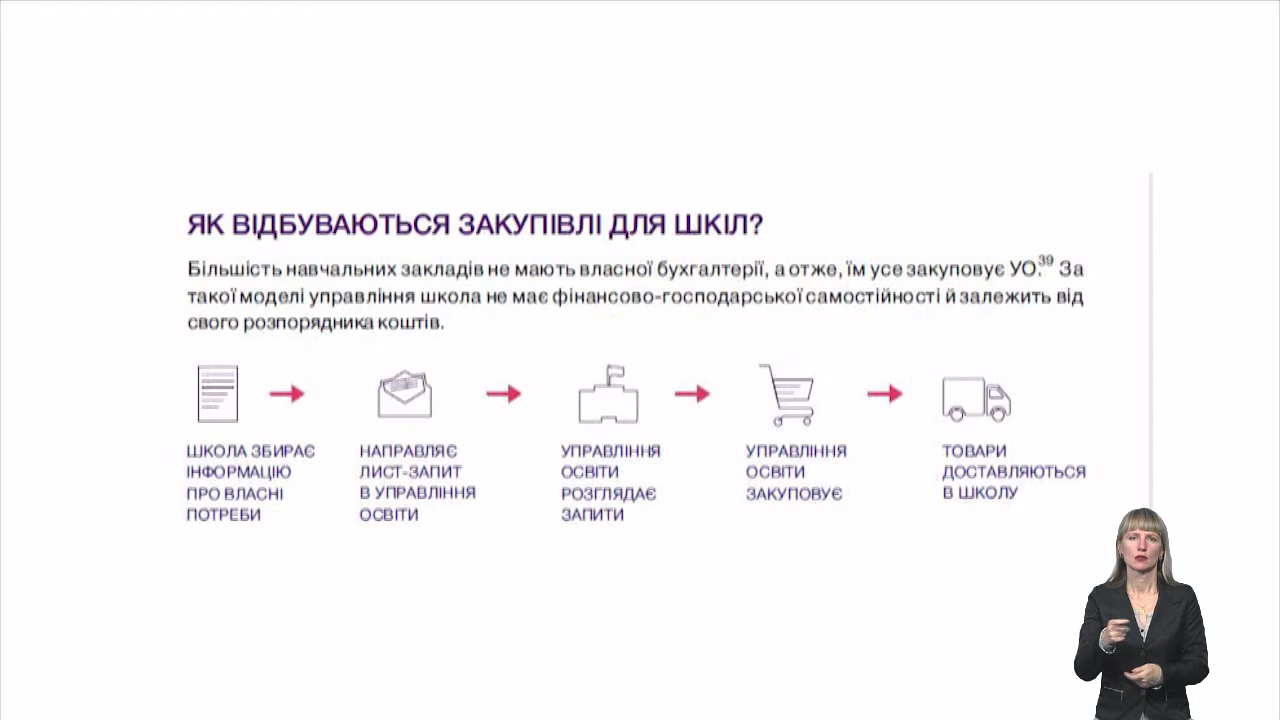 ЯК ВІДБУВАЮТЬСЯ ЗАКУПІВЛІ ДЛЯ ШКІЛ?
Більшість навчальних закладів не мають власної бухгалтерії, а отже, їм усе закуповує УО.³⁹ За
такої моделі управління школа не має фінансово-господарської самостійності й залежить від
свого розпорядника коштів.
ШКОЛА ЗБИРАЄ
ІНФОРМАЦІЮ
ПРО ВЛАСНІ
ПОТРЕБИ
НАПРАВЛЯЄ
ЛИСТ-ЗАПИТ
В УПРАВЛІННЯ
ОСВІТИ
УПРАВЛІННЯ
ОСВІТИ
РОЗГЛЯДАЄ
ЗАПИТИ
УПРАВЛІННЯ
ОСВІТИ
ЗАКУПОВУЄ
ТОВАРИ
ДОСТАВЛЯЮТЬСЯ
В ШКОЛУ